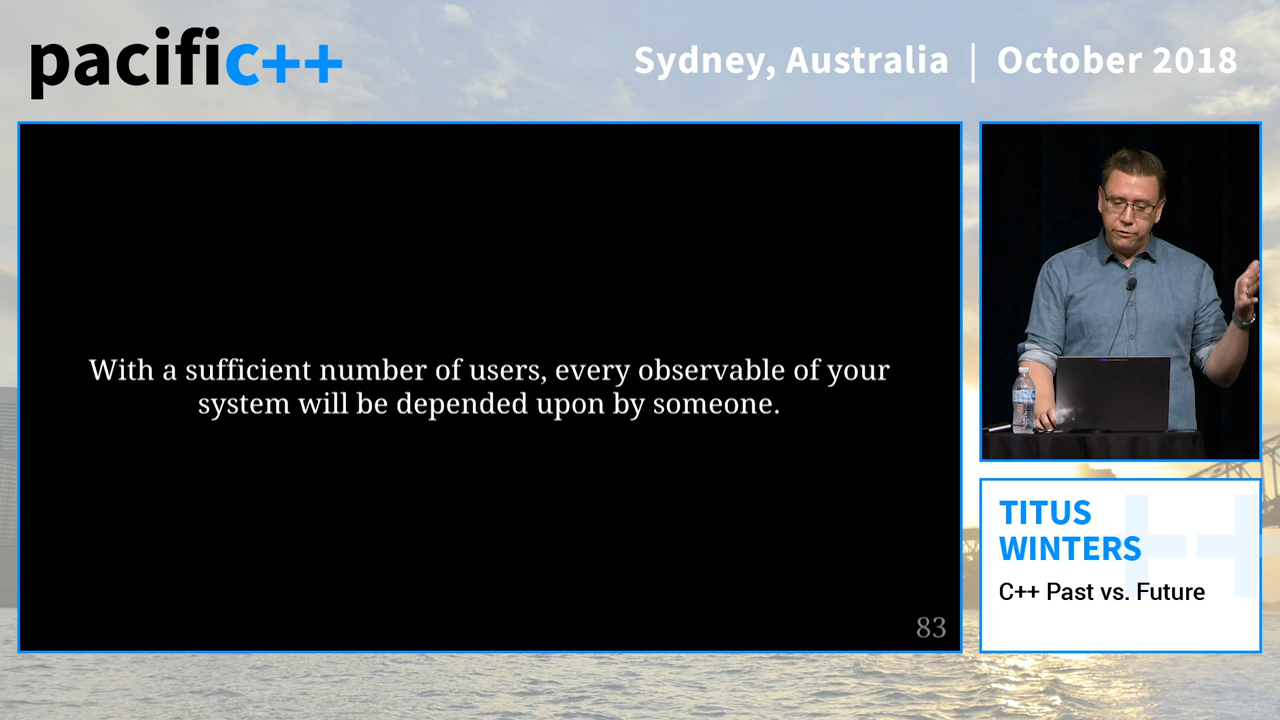 pacific++
Sydney, Australia | October 2018
With a sufficient number of users, every observable of your
system will be depended upon by someone.
83
TITUS
WINTERS
C++ Past vs. Future